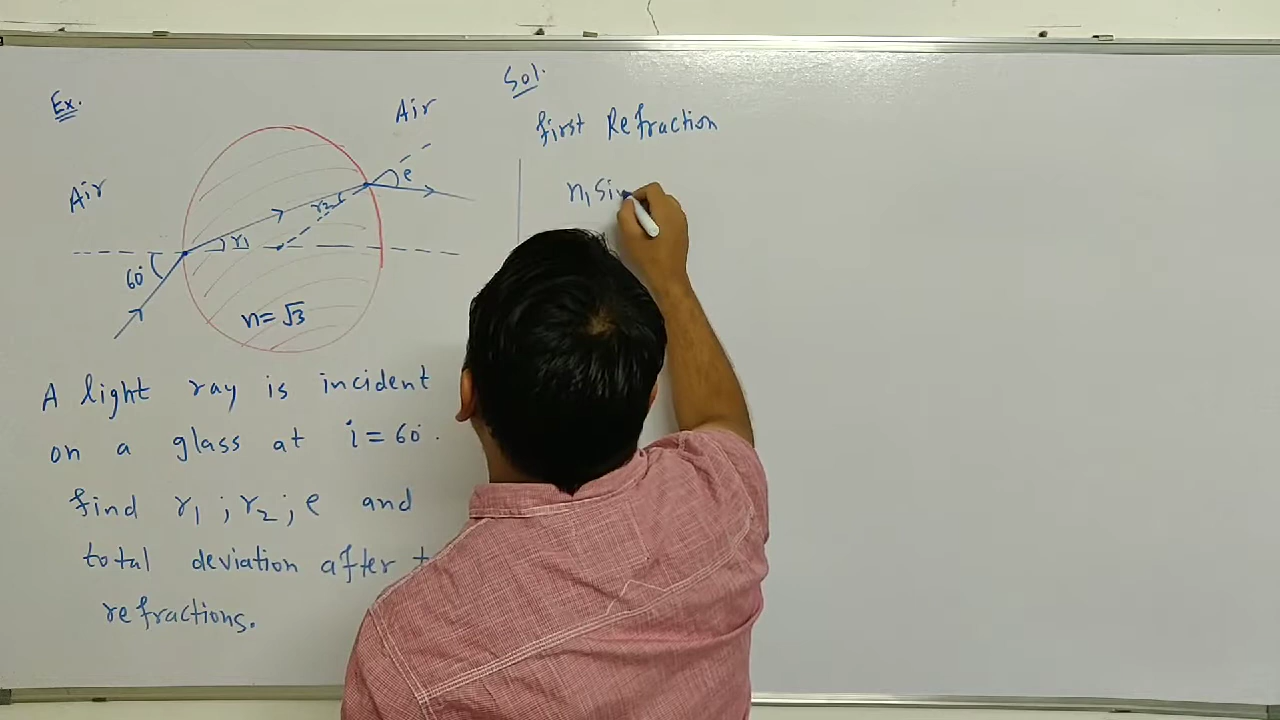 Ex.
Air
Air
e
r2
r1
60°
n = √3
A light ray is incident
on a glass at i = 60°.
find r1 ; r2 ; e and
total deviation after
refractions.
Sol.
first Refraction
n1 Si